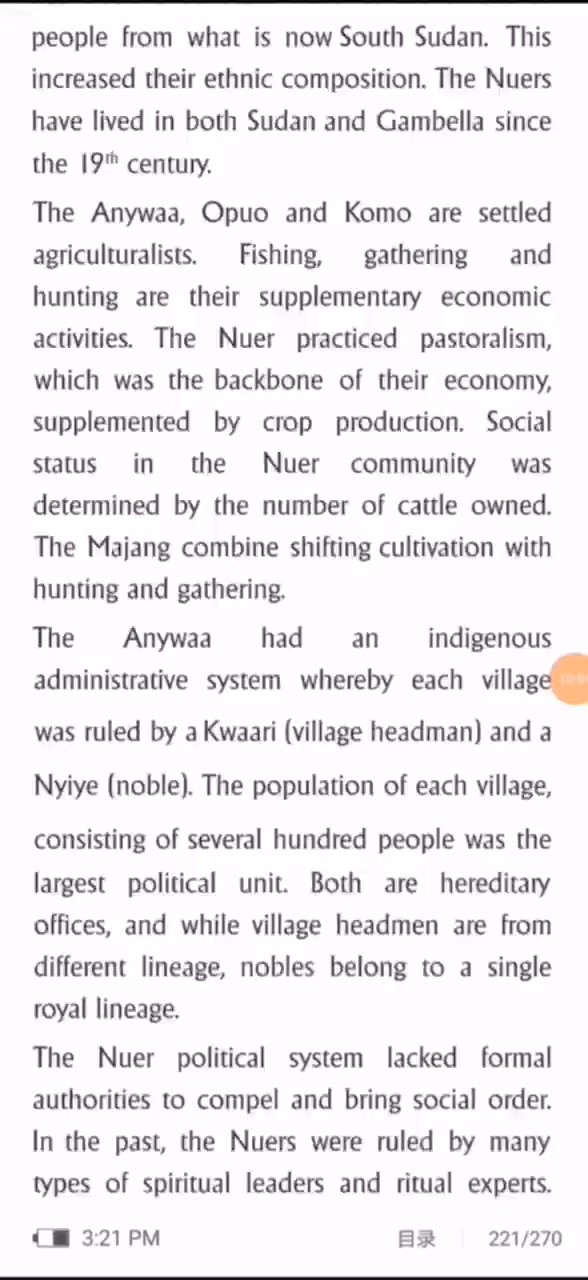 people from what is now South Sudan. This
increased their ethnic composition. The Nuers
have lived in both Sudan and Gambella since
the 19th century.
The Anywaa, Opuo and Komo are settled
agriculturalists. Fishing, gathering and
hunting are their supplementary economic
activities. The Nuer practiced pastoralism,
which was the backbone of their economy,
supplemented by crop production. Social
status in the Nuer community was
determined by the number of cattle owned.
The Majang combine shifting cultivation with
hunting and gathering.
The Anywaa had an indigenous
administrative system whereby each village
was ruled by a Kwaari (village headman) and a
Nyiye (noble). The population of each village,
consisting of several hundred people was the
largest political unit. Both are hereditary
offices, and while village headmen are from
different lineage, nobles belong to a single
royal lineage.
The Nuer political system lacked formal
authorities to compel and bring social order.
In the past, the Nuers were ruled by many
types of spiritual leaders and ritual experts.
3:21 PM 目录 221/270